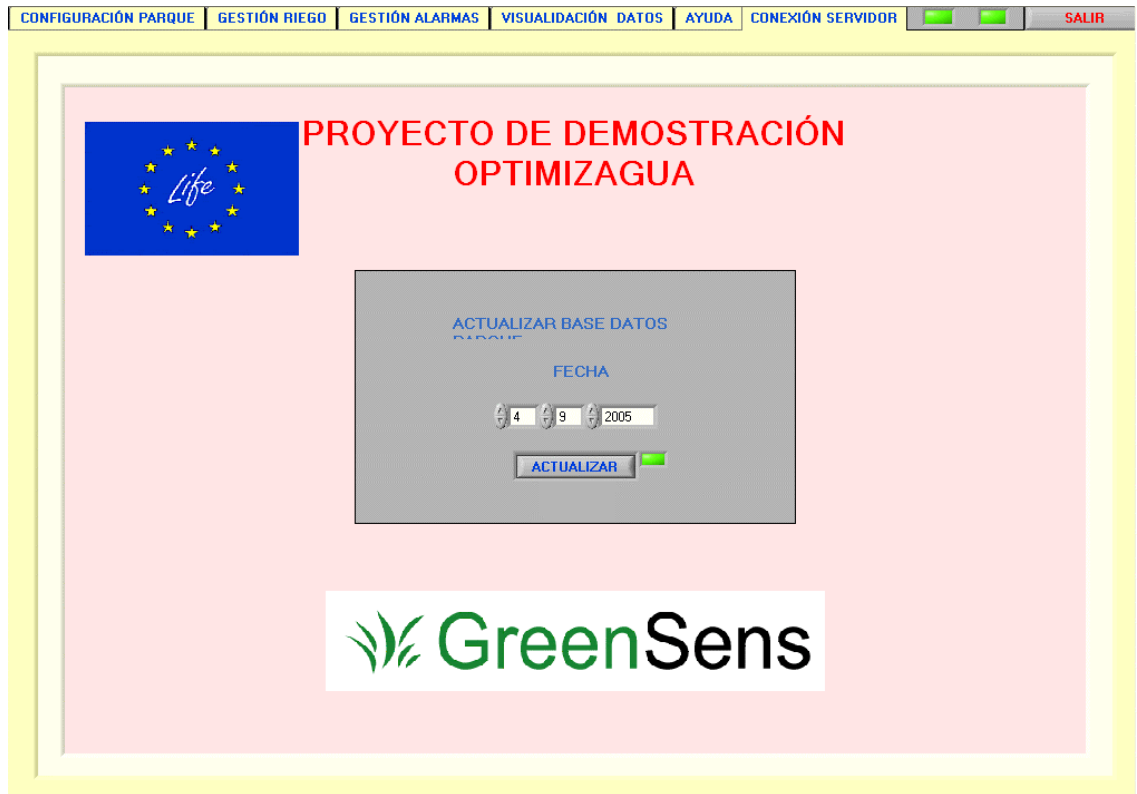 CONFIGURACIÓN PARQUE GESTIÓN RIEGO GESTIÓN ALARMAS VISUALIDACIÓN DATOS AYUDA CONEXIÓN SERVIDOR SALIR
PROYECTO DE DEMOSTRACIÓN
OPTIMIZAGUA
Life
ACTUALIZAR BASE DATOS
PARQUE
FECHA
4 9 2005
ACTUALIZAR
GreenSens